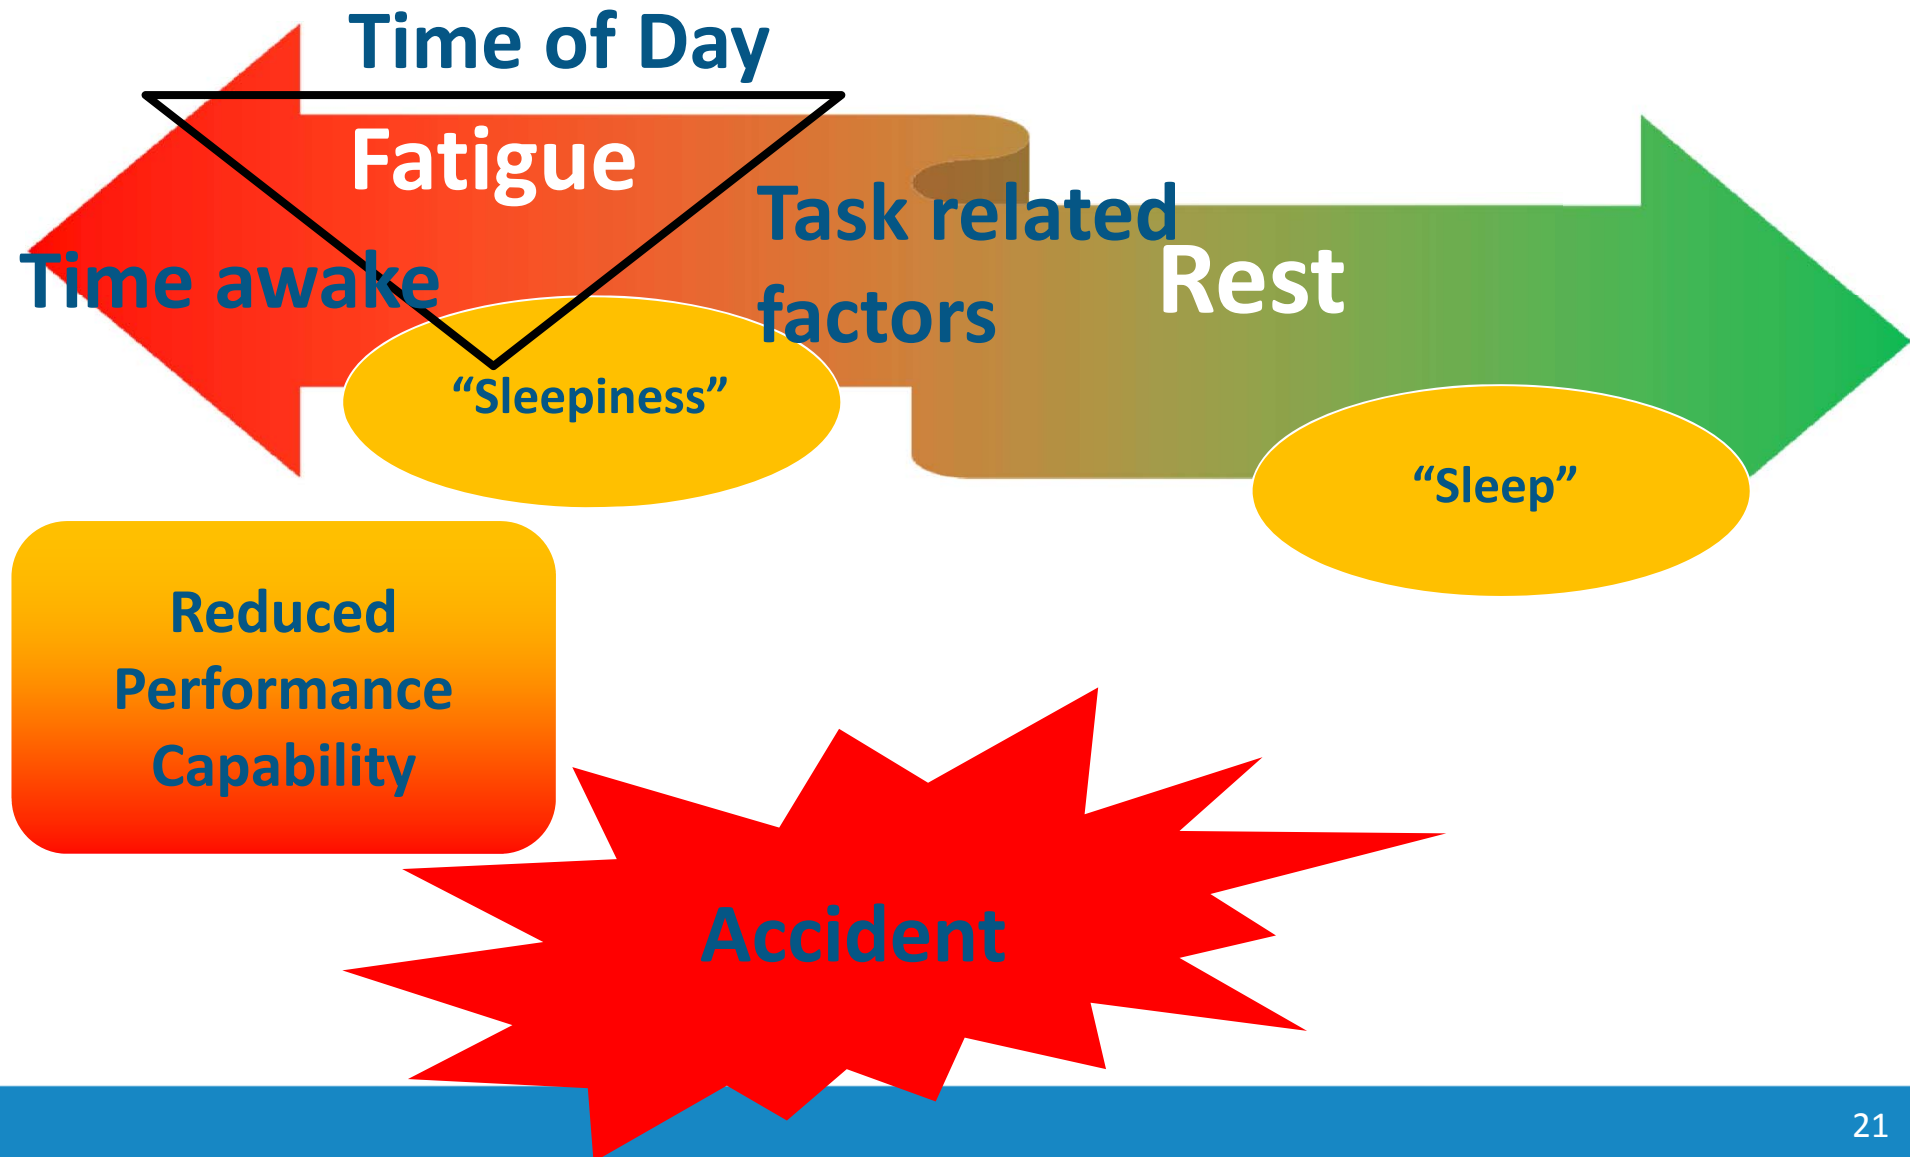 Time of Day
Fatigue
Time awake
Task related
factors
Rest
“Sleepiness”
“Sleep”
Reduced
Performance
Capability
Accident
21